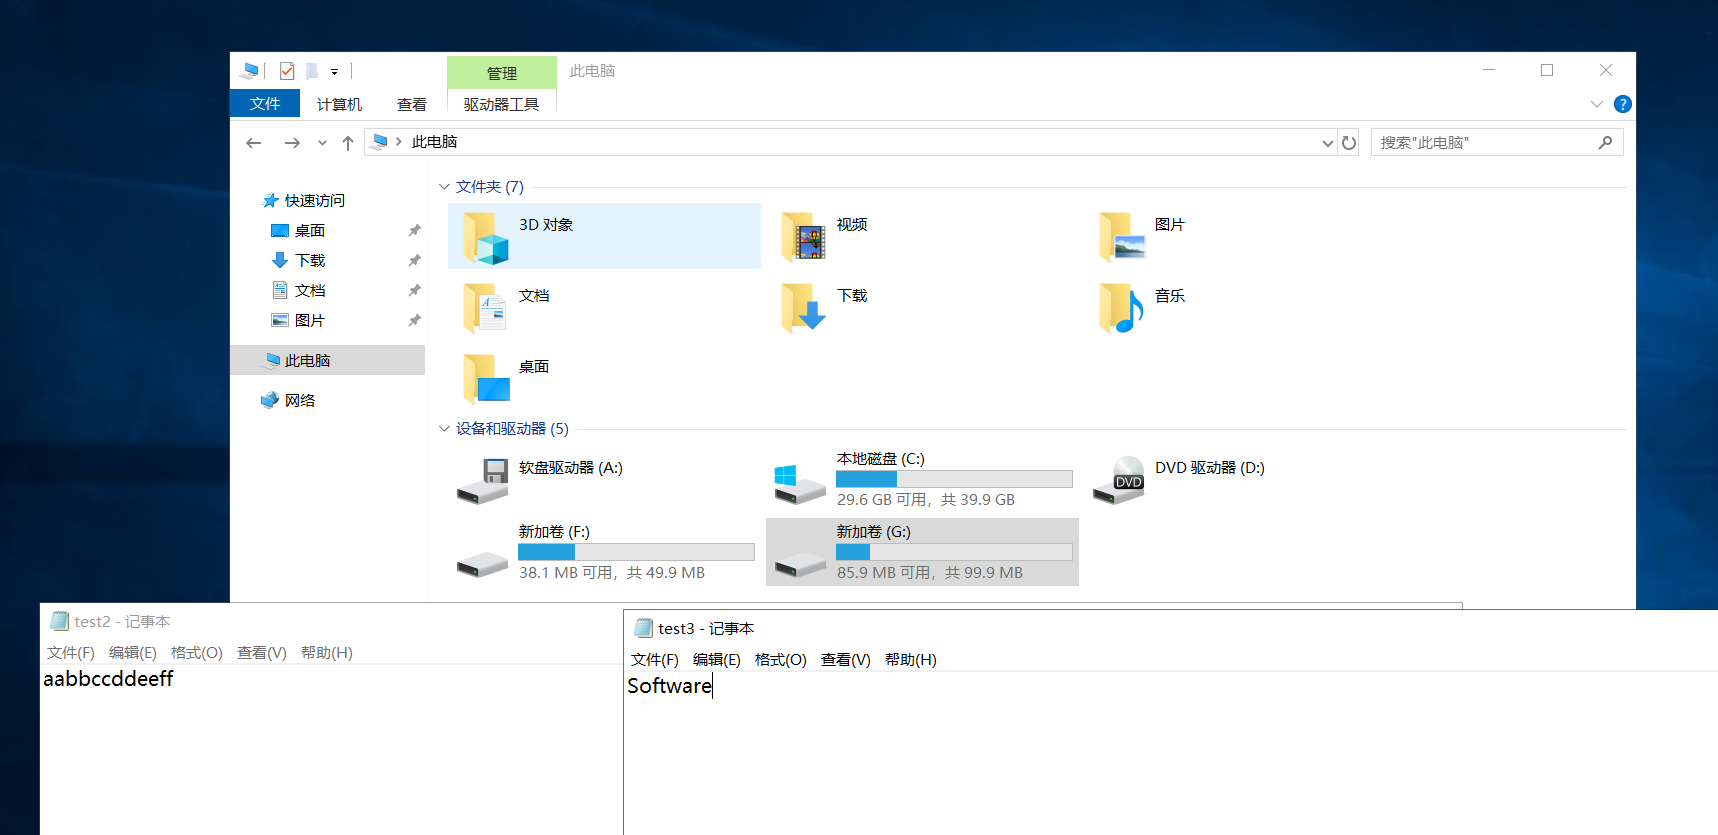 管理
此电脑
文件
计算机
查看
驱动器工具
此电脑
搜索"此电脑"
快速访问
桌面
下载
文档
图片
此电脑
网络
文件夹 (7)
3D 对象
视频
图片
文档
下载
音乐
桌面
设备和驱动器 (5)
软盘驱动器 (A:)
本地磁盘 (C:)
29.6 GB 可用，共 39.9 GB
DVD 驱动器 (D:)
DVD
新加卷 (F:)
38.1 MB 可用，共 49.9 MB
新加卷 (G:)
85.9 MB 可用，共 99.9 MB
test2 - 记事本
文件(F) 编辑(E) 格式(O) 查看(V) 帮助(H)
aabbccddeeff
test3 - 记事本
文件(F) 编辑(E) 格式(O) 查看(V) 帮助(H)
Software